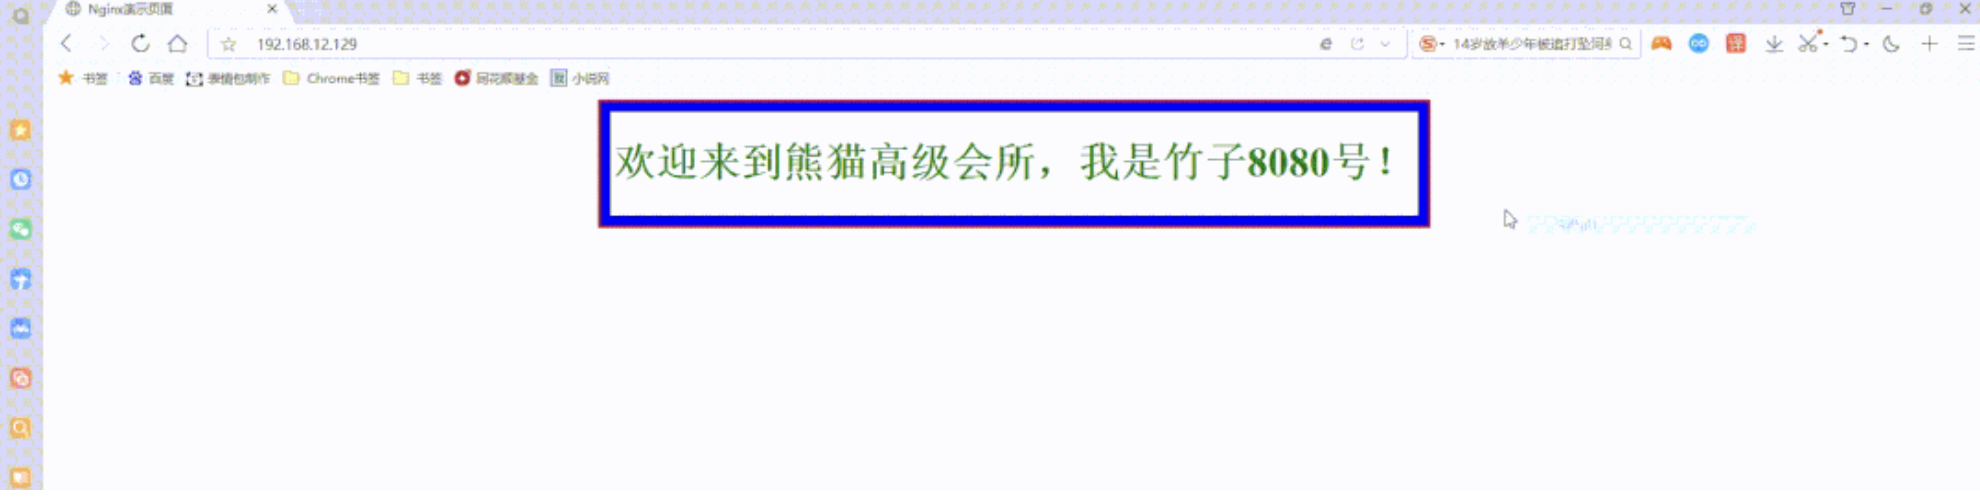 Nginx演示页面
192.168.12.129
14岁放羊少年被追打坠河
书签 百度 表情包制作 Chrome书签 书签 同花顺基金 小说网
欢迎来到熊猫高级会所，我是竹子8080号！